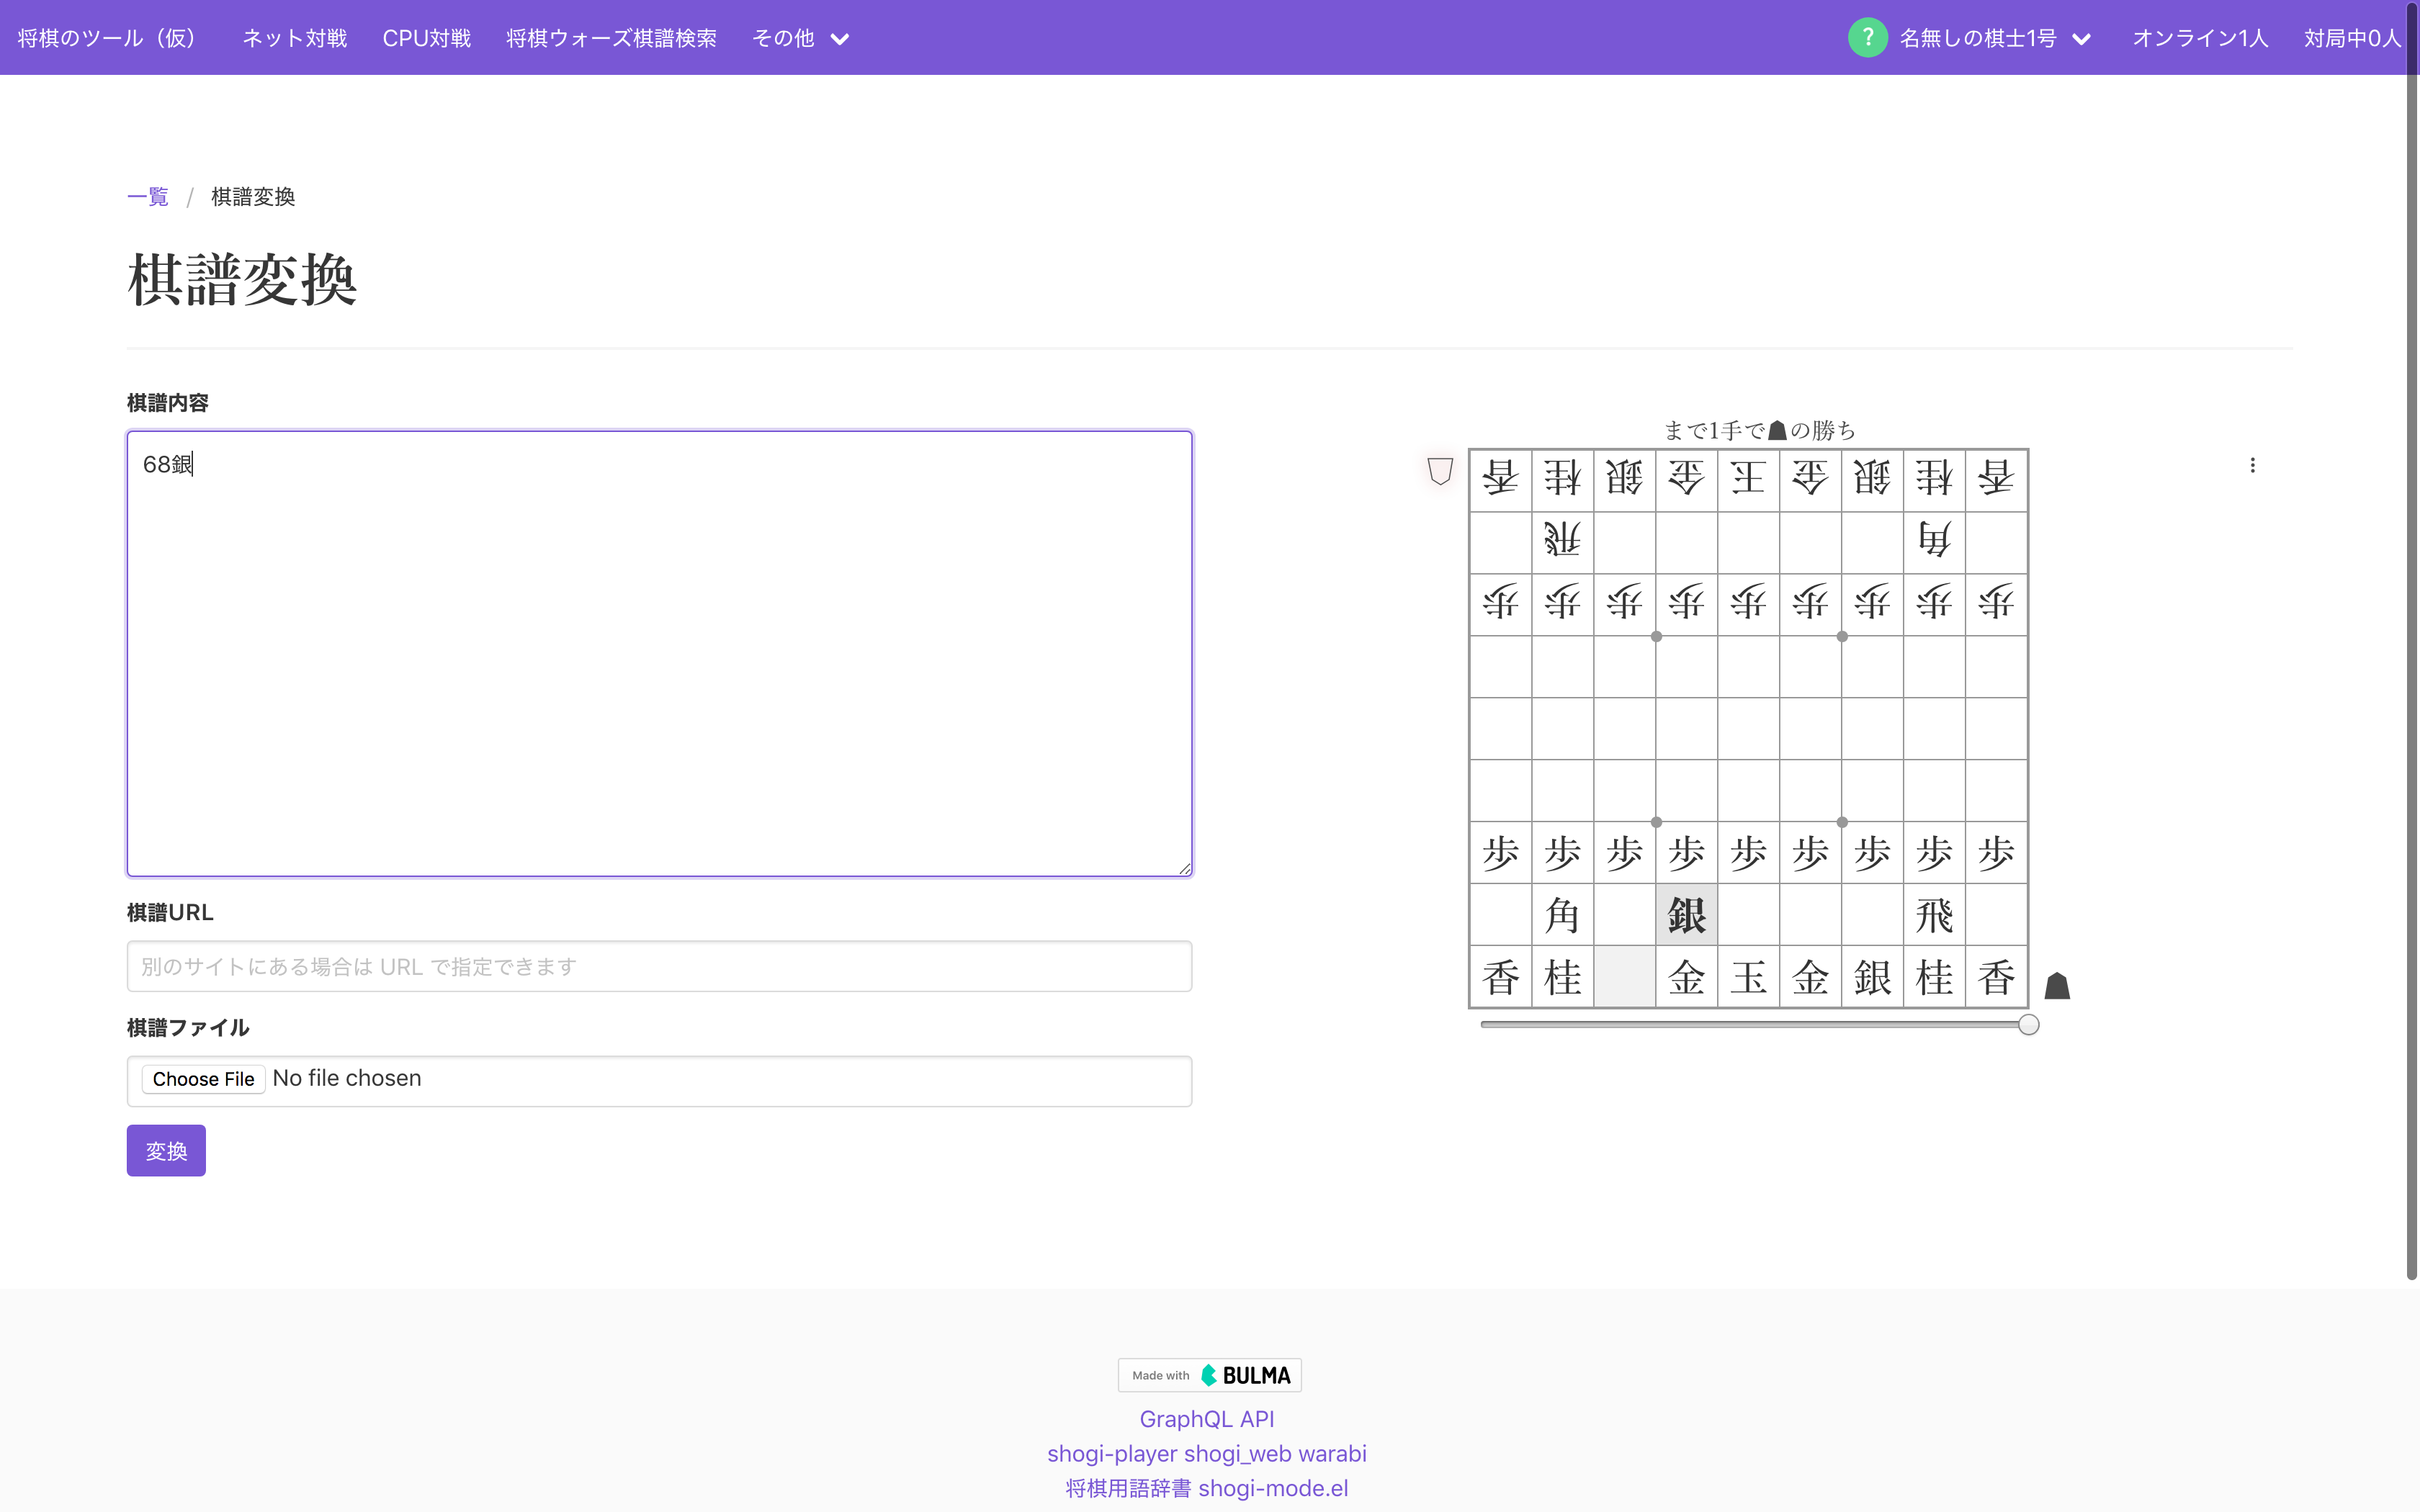 将棋のツール（仮） ネット対戦 CPU対戦 将棋ウォーズ棋譜検索 その他 ? 名無しの棋士1号 オンライン1人 対局中0人
一覧 / 棋譜変換
棋譜変換
棋譜内容
68銀
棋譜URL
別のサイトにある場合は URL で指定できます
棋譜ファイル
Choose File No file chosen
変換
まで1手で☗の勝ち
香桂銀金王金銀桂香
飛角
歩歩歩歩歩歩歩歩歩
歩歩歩歩歩歩歩歩歩
角銀飛
香桂金玉金銀桂香
Made with BULMA
GraphQL API
shogi-player shogi_web warabi
将棋用語辞書 shogi-mode.el